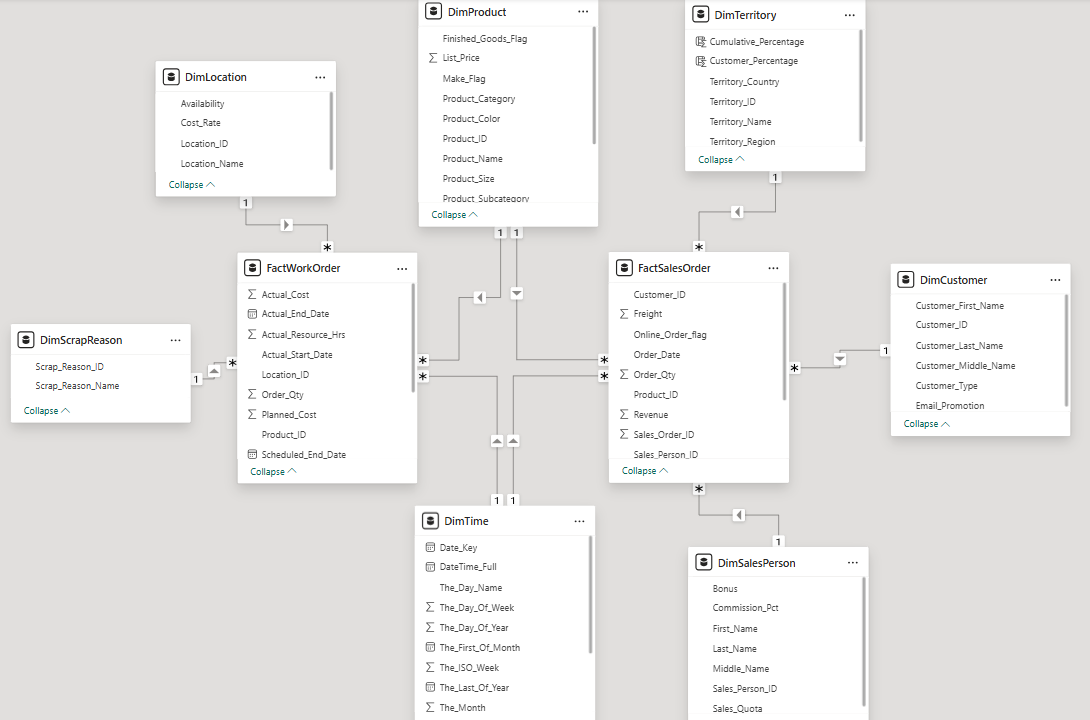 DimProduct
Finished_Goods_Flag
List_Price
Make_Flag
Product_Category
Product_Color
Product_ID
Product_Name
Product_Size
Product_Subcategory
Collapse
DimTerritory
Cumulative_Percentage
Customer_Percentage
Territory_Country
Territory_ID
Territory_Name
Territory_Region
Collapse
DimLocation
Availability
Cost_Rate
Location_ID
Location_Name
Collapse
1
*
1
1
1
*
FactWorkOrder
Actual_Cost
Actual_End_Date
Actual_Resource_Hrs
Actual_Start_Date
Location_ID
Order_Qty
Planned_Cost
Product_ID
Scheduled_End_Date
Collapse
*
*
*
*
FactSalesOrder
Customer_ID
Freight
Online_Order_flag
Order_Date
Order_Qty
Product_ID
Revenue
Sales_Order_ID
Sales_Person_ID
Collapse
DimCustomer
Customer_First_Name
Customer_ID
Customer_Last_Name
Customer_Middle_Name
Customer_Type
Email_Promotion
Collapse
*
1
DimScrapReason
Scrap_Reason_ID
Scrap_Reason_Name
Collapse
1
*
1
1
DimTime
Date_Key
DateTime_Full
The_Day_Name
The_Day_Of_Week
The_Day_Of_Year
The_First_Of_Month
The_ISO_Week
The_Last_Of_Year
The_Month
*
1
DimSalesPerson
Bonus
Commission_Pct
First_Name
Last_Name
Middle_Name
Sales_Person_ID
Sales_Quota